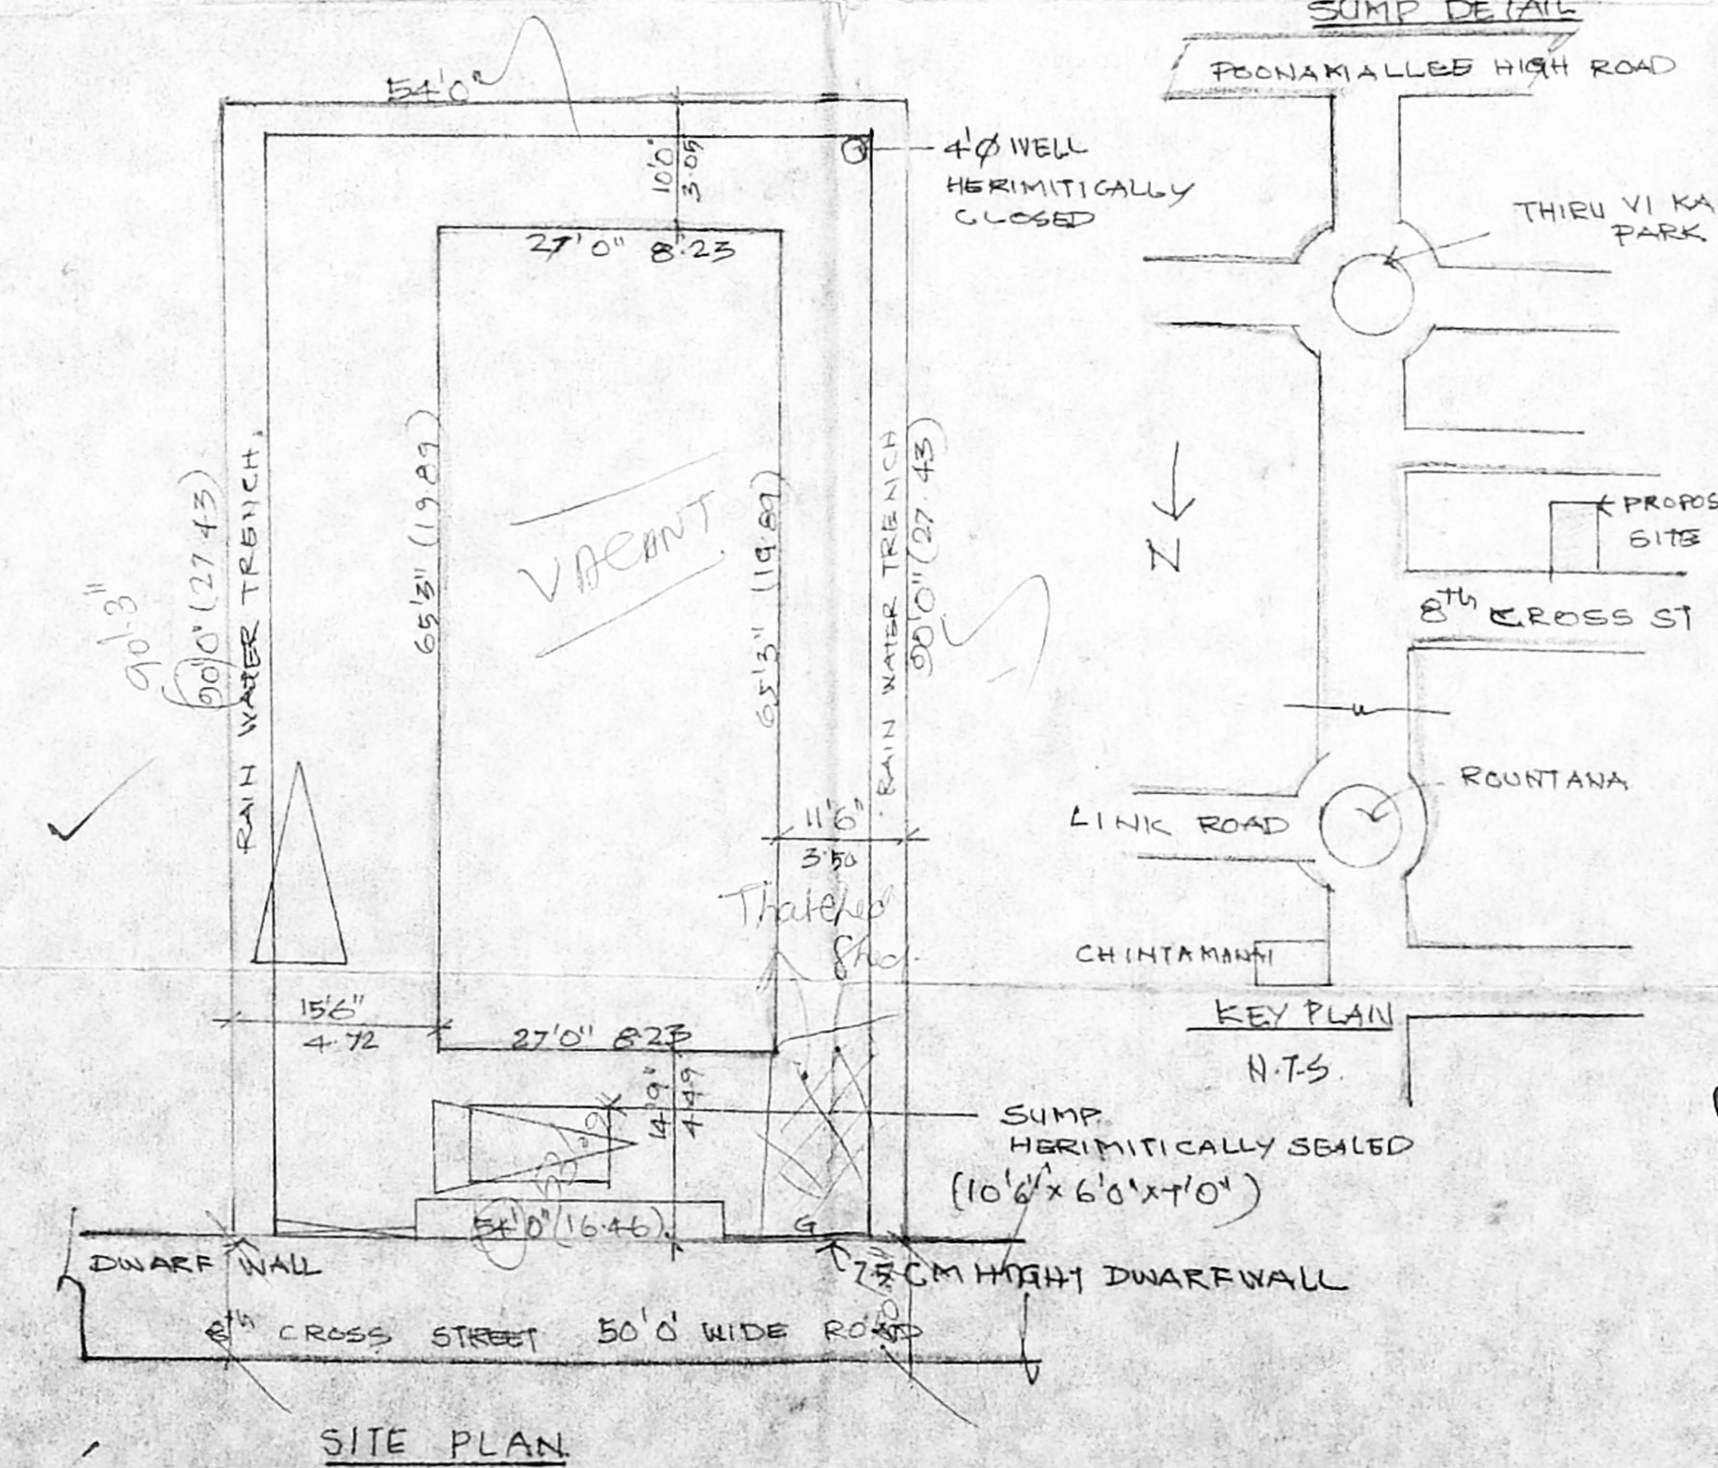 SUMP DETAIL
POONAMALLEE HIGH ROAD
54'0"
4'Ø WELL
HERIMITICALLY
CLOSED
10'0"
3·05
27'0" 8·23
THIRU VI KA
PARK
RAIN WATER TRENCH.
90'0" (27 43)
90'.3"
65'3" (19 89)
VACANT
65'3" (19.89)
RAIN WATER TRENCH
90'0" (27.43)
N
PROPOS
SITE
8th CROSS ST
ROUNTANA
LINK ROAD
11'6"
3·50
Thatched
Shed.
CHINTAMANI
KEY PLAN
N.T.S.
15'6"
4·72
27'0" 8·23
14'9"
4·49
SUMP
HERIMITICALLY SEALED
(10'6" x 6'0" x 7'0")
53'.9"
54'0" (16·46)
G
DWARF WALL
75 CM HIGHT DWARFWALL
8th CROSS STREET 50'0' WIDE ROAD
SITE PLAN